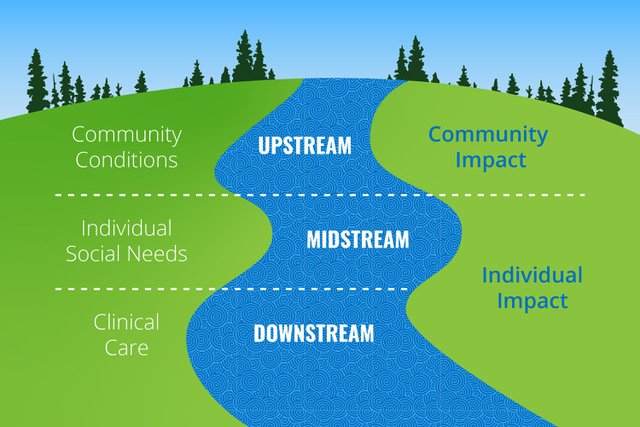 Community
Conditions
UPSTREAM
Community
Impact
Individual
Social Needs
MIDSTREAM
Individual
Impact
Clinical
Care
DOWNSTREAM